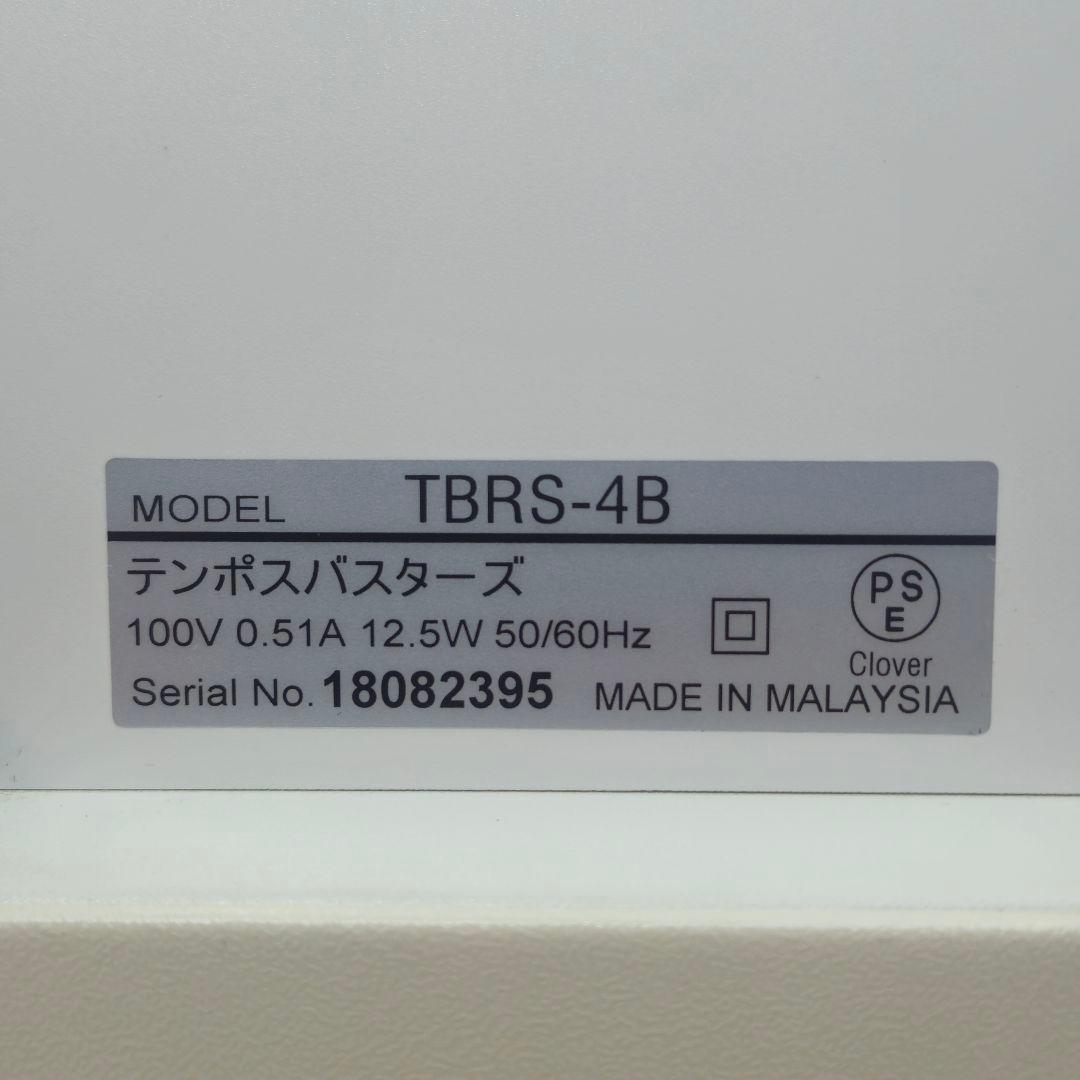 MODEL TBRS-4B
テンポスバスターズ
100V 0.51A 12.5W 50/60Hz
PSE
Clover
Serial No. 18082395 MADE IN MALAYSIA